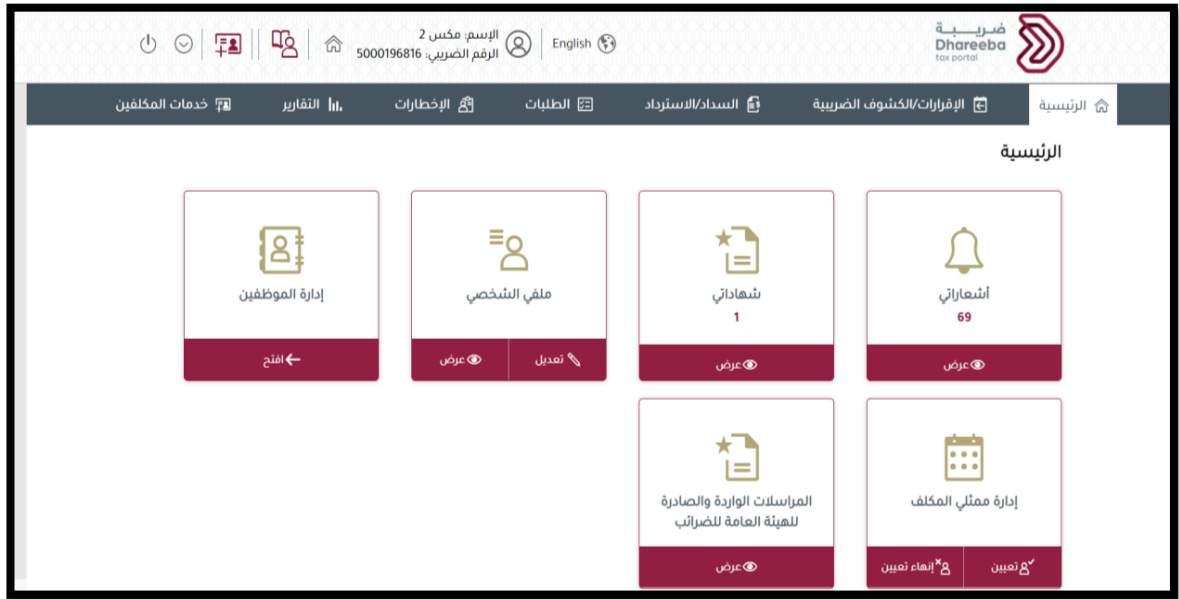 ضريبة
Dhareeba
tax portal
English
الإسم: مكس 2
الرقم الضريبي: 5000196816
الرئيسية
الإقرارات/الكشوف الضريبية
السداد/الاسترداد
الطلبات
الإخطارات
التقارير
خدمات المكلفين
الرئيسية
أشعاراتي
69
عرض
شهاداتي
1
عرض
ملفي الشخصي
تعديل
عرض
إدارة الموظفين
افتح
إدارة ممثلي المكلف
تعيين
إنهاء تعيين
المراسلات الواردة والصادرة
للهيئة العامة للضرائب
عرض